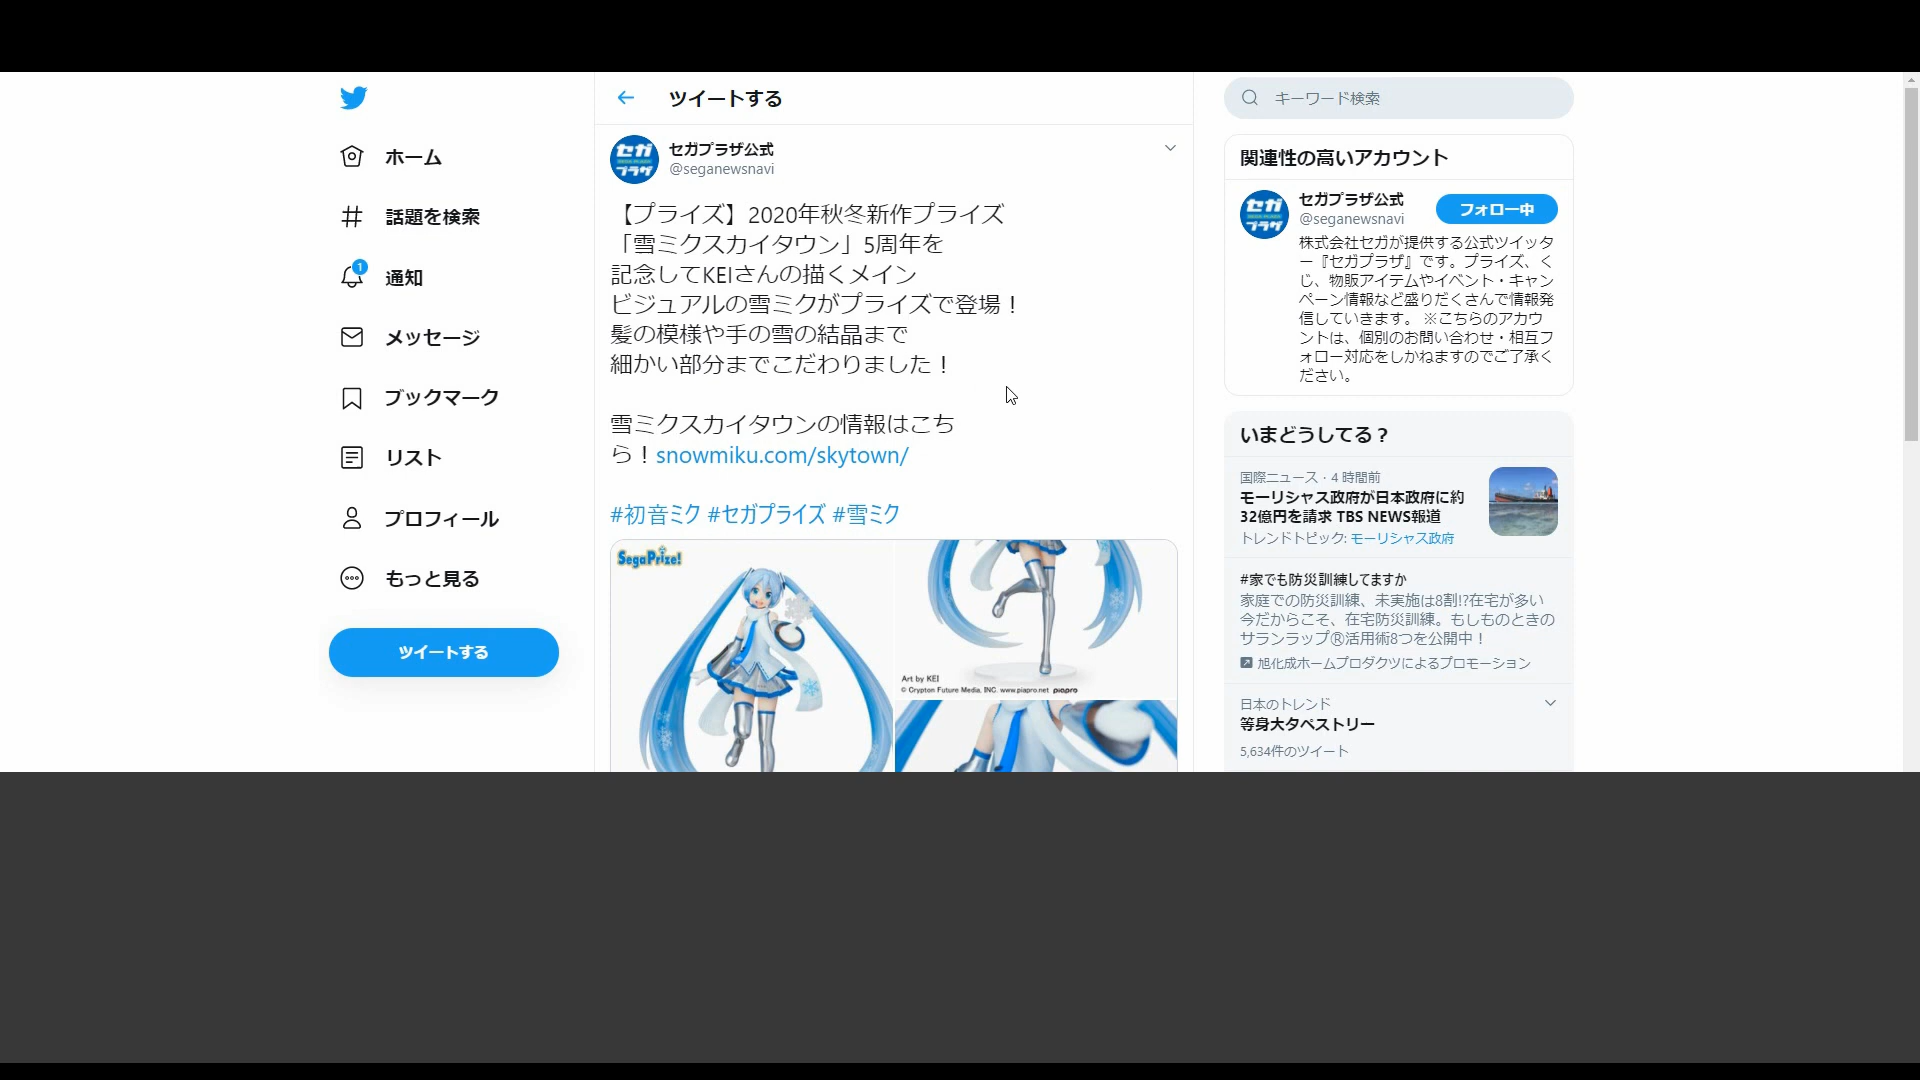 ホーム
話題を検索
1
通知
メッセージ
ブックマーク
リスト
プロフィール
もっと見る
ツイートする
ツイートする
セガ
プラザ
セガプラザ公式
@seganewsnavi
【プライズ】2020年秋冬新作プライズ
「雪ミクスカイタウン」5周年を
記念してKEIさんの描くメイン
ビジュアルの雪ミクがプライズで登場！
髪の模様や手の雪の結晶まで
細かい部分までこだわりました！
雪ミクスカイタウンの情報はこち
ら！snowmiku.com/skytown/
#初音ミク #セガプライズ #雪ミク
SegaPrize!
Art by KEI
© Crypton Future Media, INC. www.piapro.net piapro
キーワード検索
関連性の高いアカウント
セガ
プラザ
セガプラザ公式
@seganewsnavi
フォロー中
株式会社セガが提供する公式ツイッタ
ー『セガプラザ』です。プライズ、く
じ、物販アイテムやイベント・キャン
ペーン情報など盛りだくさんで情報発
信していきます。 ※こちらのアカウ
ントは、個別のお問い合わせ・相互フ
ォロー対応をしかねますのでご了承く
ださい。
いまどうしてる？
国際ニュース · 4 時間前
モーリシャス政府が日本政府に約
32億円を請求 TBS NEWS報道
トレンドトピック: モーリシャス政府
#家でも防災訓練してますか
家庭での防災訓練、未実施は8割!?在宅が多い
今だからこそ、在宅防災訓練。もしものときの
サランラップⓇ活用術8つを公開中！
旭化成ホームプロダクツによるプロモーション
日本のトレンド
等身大タペストリー
5,634件のツイート